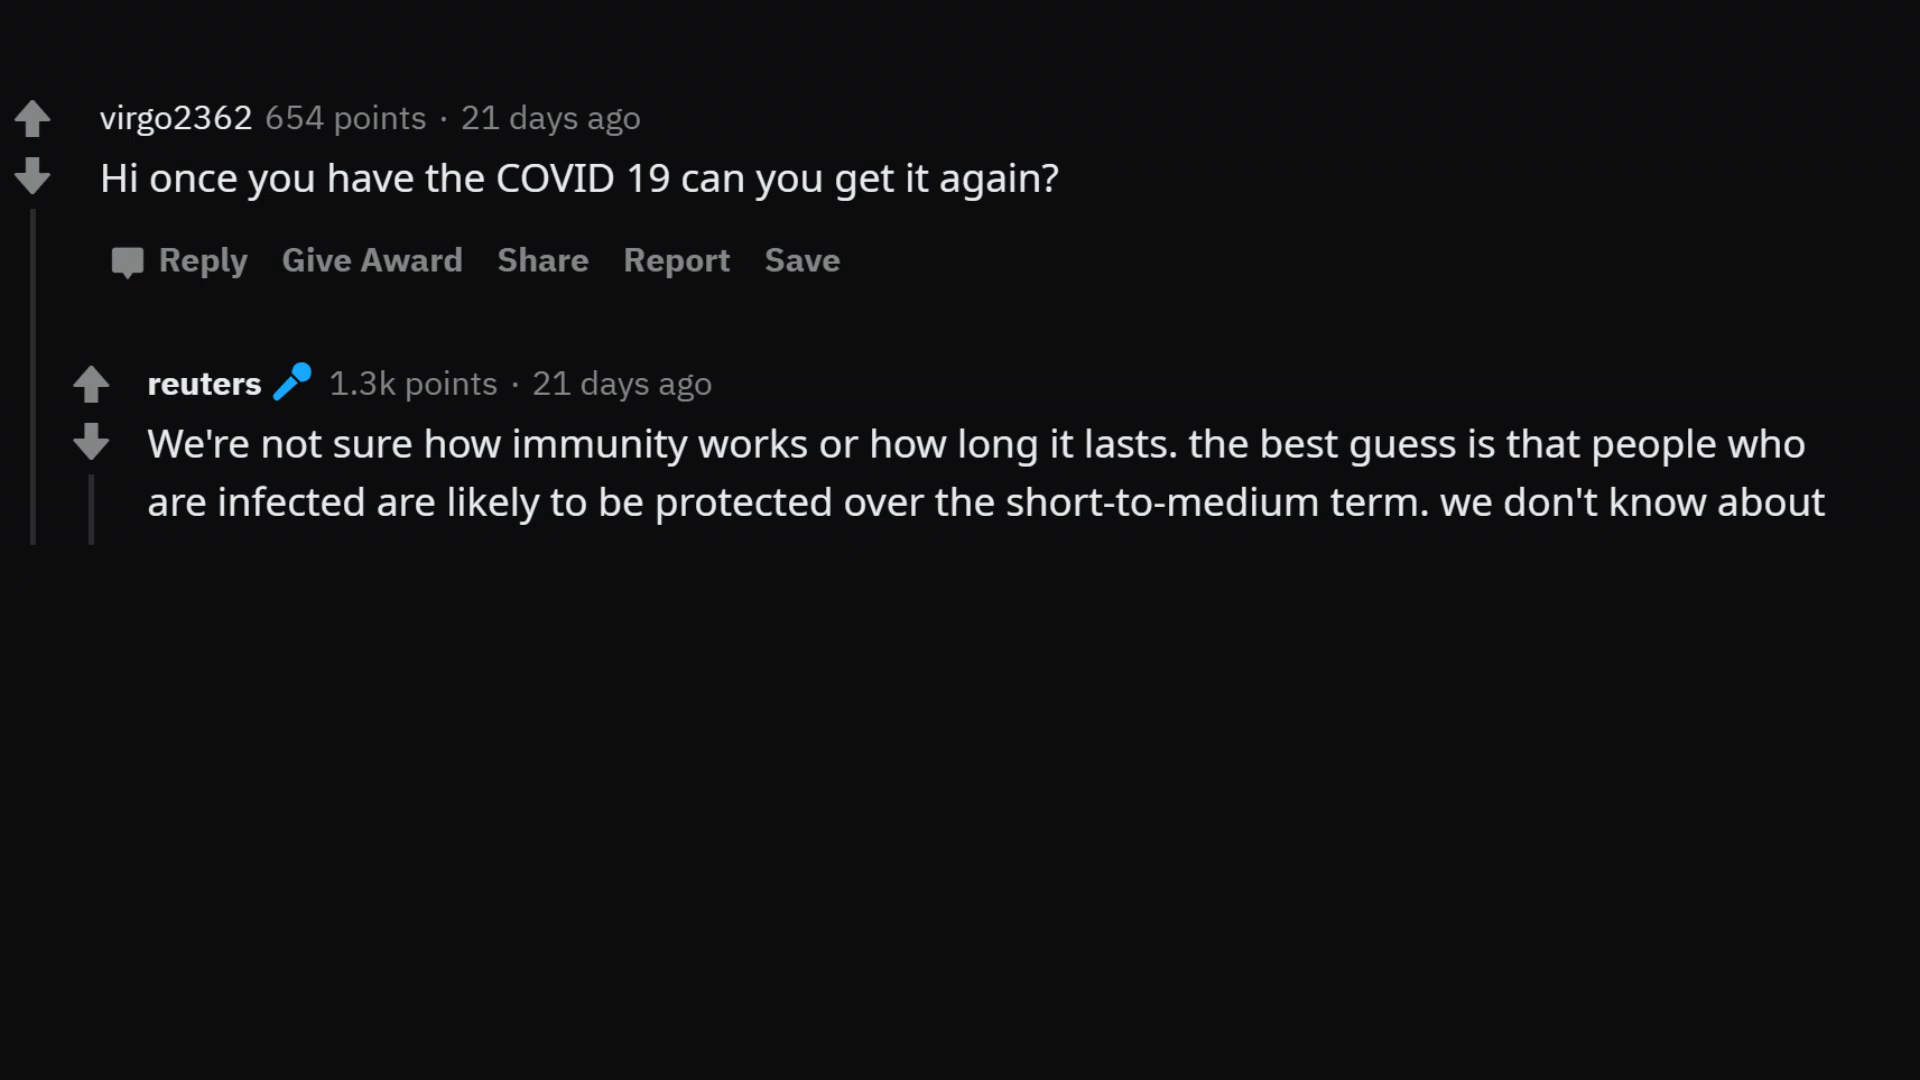 virgo2362 654 points · 21 days ago
Hi once you have the COVID 19 can you get it again?
Reply Give Award Share Report Save
reuters 1.3k points · 21 days ago
We're not sure how immunity works or how long it lasts. the best guess is that people who
are infected are likely to be protected over the short-to-medium term. we don't know about